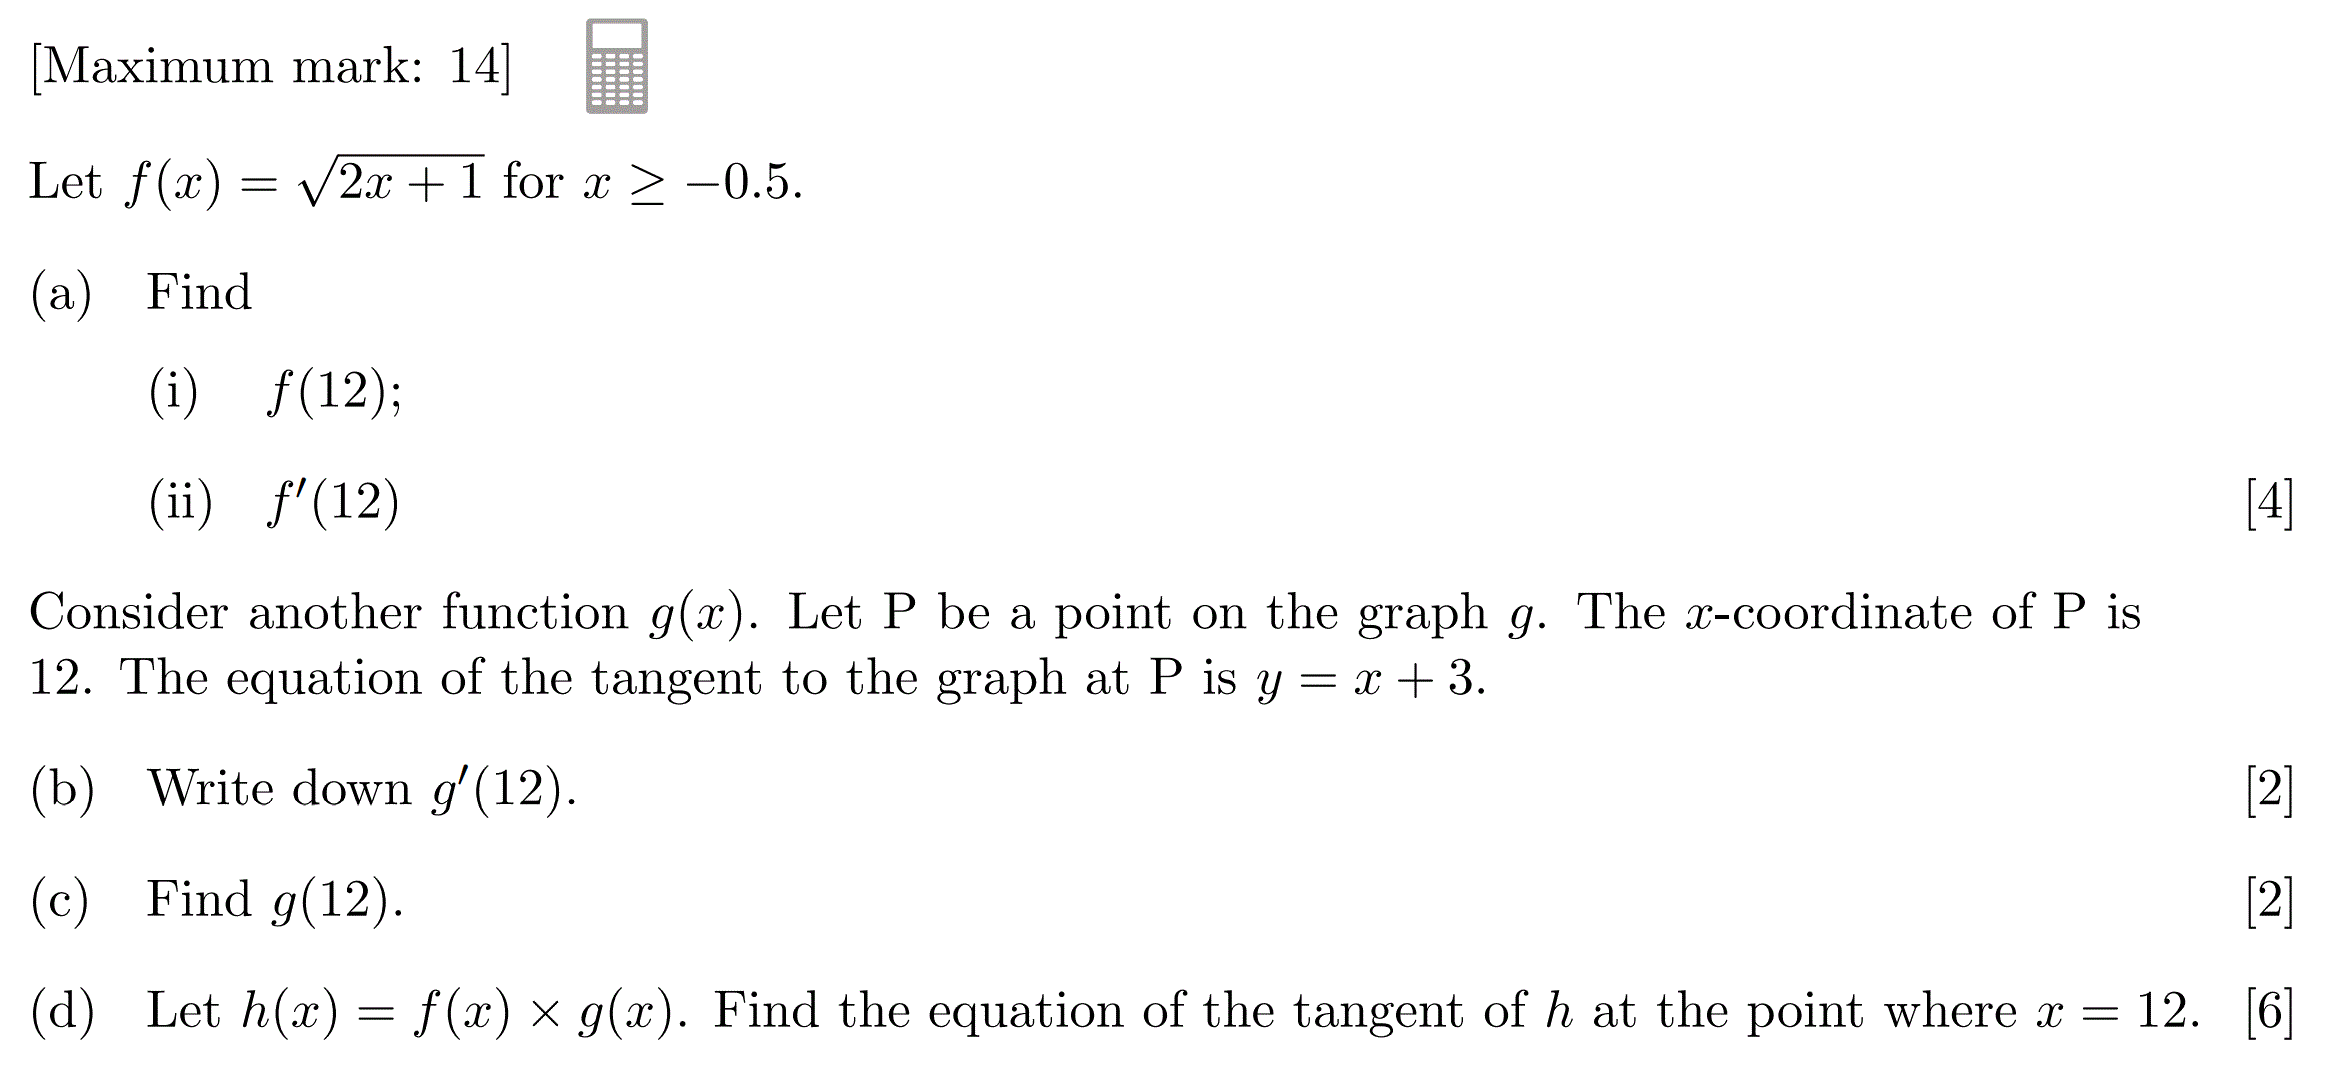 [Maximum mark: 14]
Let f(x) = √(2x + 1) for x ≥ −0.5.
(a) Find
(i) f(12);
(ii) f′(12) [4]
Consider another function g(x). Let P be a point on the graph g. The x-coordinate of P is
12. The equation of the tangent to the graph at P is y = x + 3.
(b) Write down g′(12). [2]
(c) Find g(12). [2]
(d) Let h(x) = f(x) × g(x). Find the equation of the tangent of h at the point where x = 12. [6]